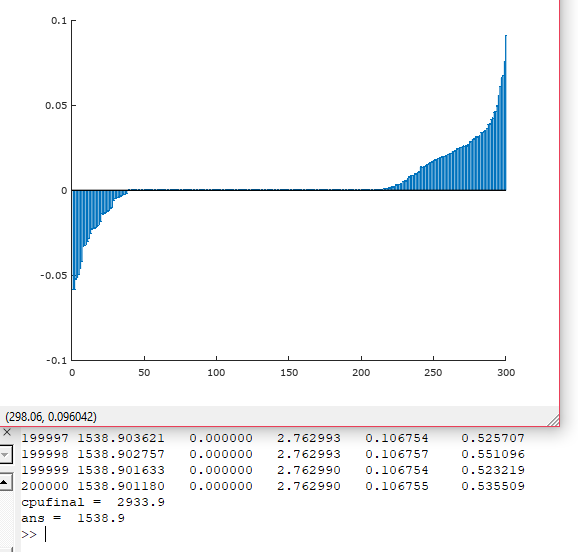 0.1
0.05
0
-0.05
-0.1
0 50 100 150 200 250 300
(298.06, 0.096042)
199997 1538.903621 0.000000 2.762993 0.106754 0.525707
199998 1538.902757 0.000000 2.762993 0.106757 0.551096
199999 1538.901633 0.000000 2.762990 0.106754 0.523219
200000 1538.901180 0.000000 2.762990 0.106755 0.535509
cpufinal = 2933.9
ans = 1538.9
>>